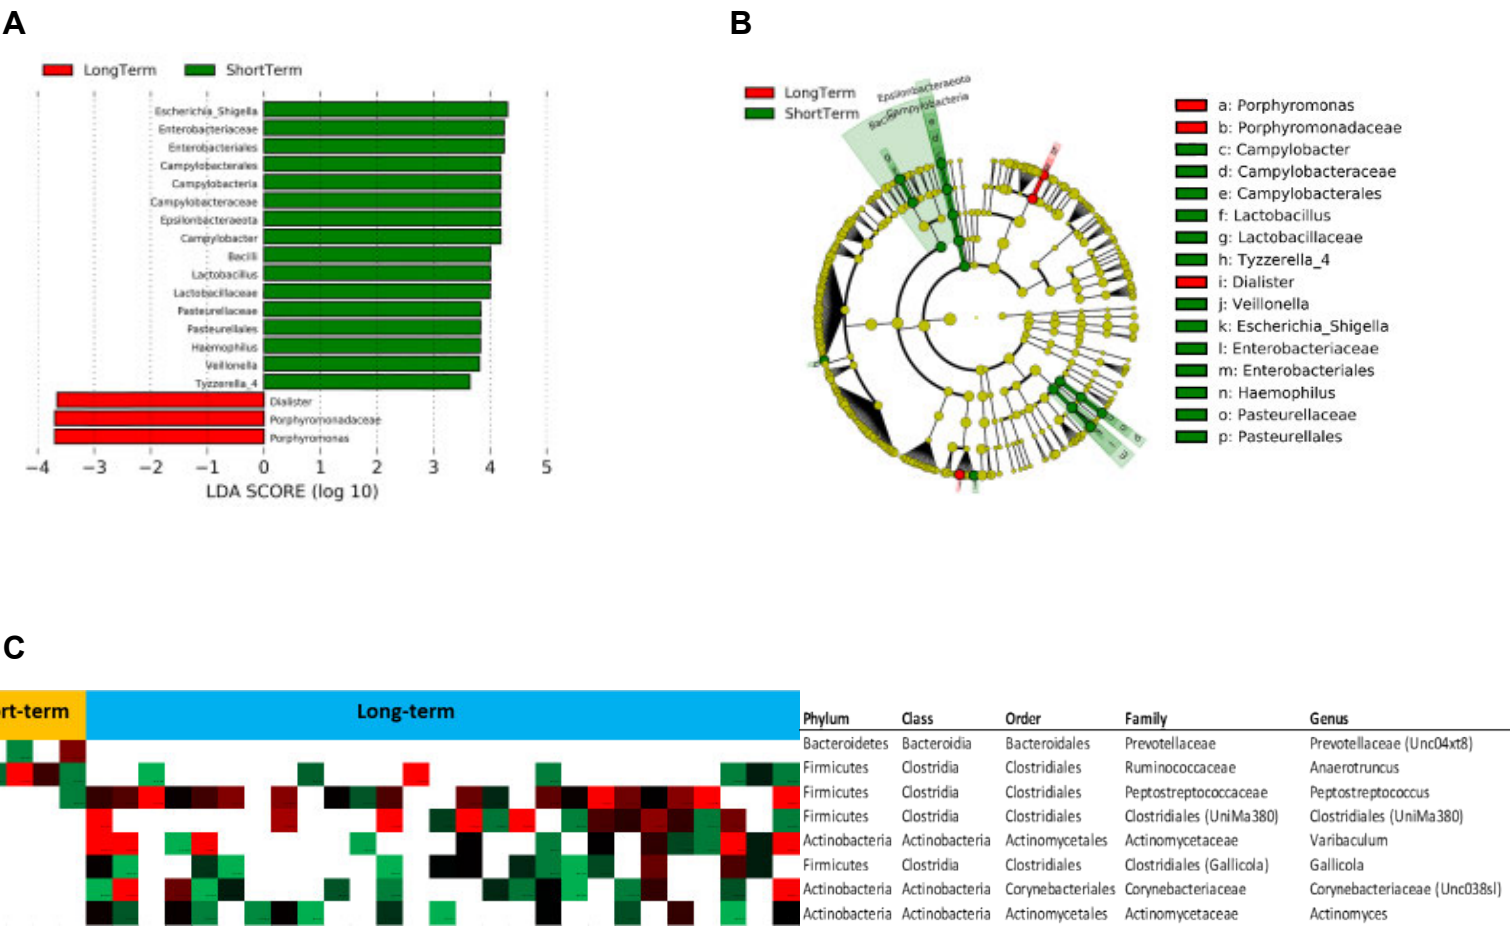 A
LongTerm ShortTerm
Escherichia_Shigella
Enterobacteriaceae
Enterobacteriales
Campylobacterales
Campylobacteria
Campylobacteraceae
Epsilonbacteraeota
Campylobacter
Bacilli
Lactobacillus
Lactobacillaceae
Pasteurellaceae
Pasteurellales
Haemophilus
Veillonella
Tyzzerella_4
Dialister
Porphyromonadaceae
Porphyromonas
−4 −3 −2 −1 0 1 2 3 4 5
LDA SCORE (log 10)
B
LongTerm
ShortTerm
Epsilonbacteraeota
Campylobacteria
Bacilli
a: Porphyromonas
b: Porphyromonadaceae
c: Campylobacter
d: Campylobacteraceae
e: Campylobacterales
f: Lactobacillus
g: Lactobacillaceae
h: Tyzzerella_4
i: Dialister
j: Veillonella
k: Escherichia_Shigella
l: Enterobacteriaceae
m: Enterobacteriales
n: Haemophilus
o: Pasteurellaceae
p: Pasteurellales
C
rt-term Long-term
Phylum Class Order Family Genus
Bacteroidetes Bacteroidia Bacteroidales Prevotellaceae Prevotellaceae (Unc04xt8)
Firmicutes Clostridia Clostridiales Ruminococcaceae Anaerotruncus
Firmicutes Clostridia Clostridiales Peptostreptococcaceae Peptostreptococcus
Firmicutes Clostridia Clostridiales Clostridiales (UniMa380) Clostridiales (UniMa380)
Actinobacteria Actinobacteria Actinomycetales Actinomycetaceae Varibaculum
Firmicutes Clostridia Clostridiales Clostridiales (Gallicola) Gallicola
Actinobacteria Actinobacteria Corynebacteriales Corynebacteriaceae Corynebacteriaceae (Unc038sl)
Actinobacteria Actinobacteria Actinomycetales Actinomycetaceae Actinomyces